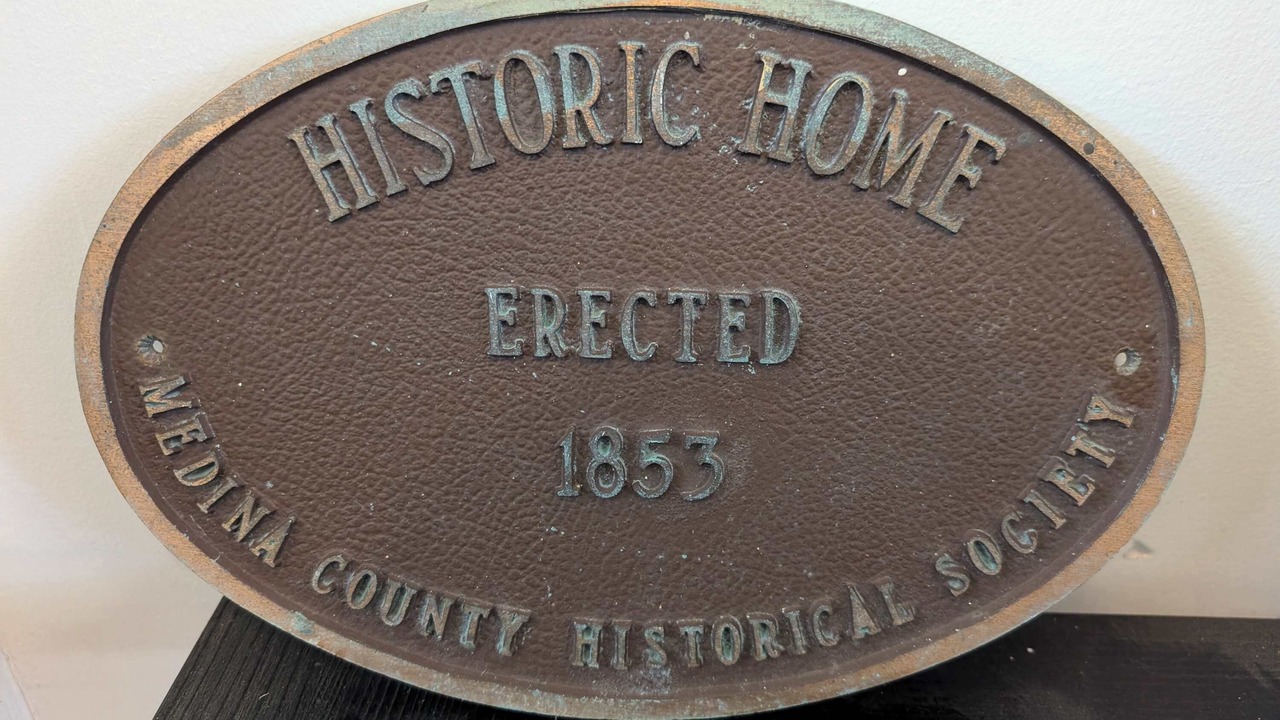 HISTORIC HOME
ERECTED
1853
MEDINA COUNTY HISTORICAL SOCIETY